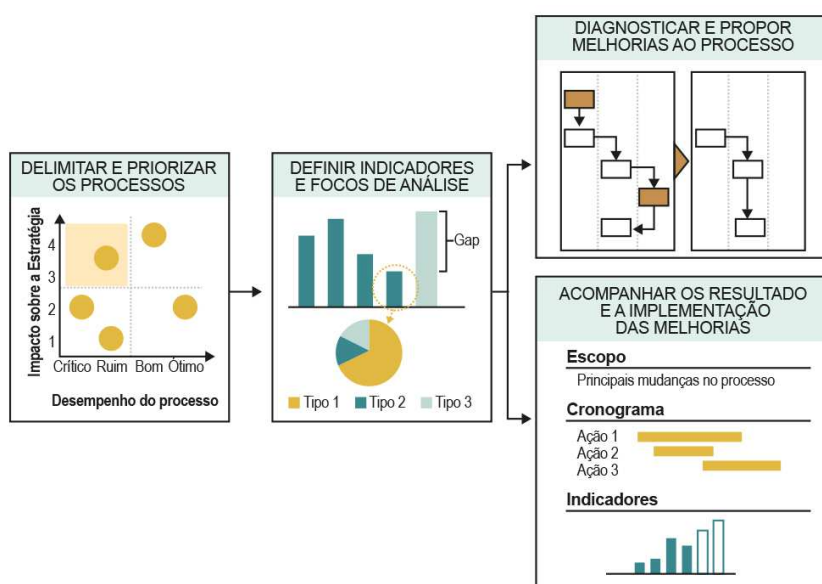 DELIMITAR E PRIORIZAR
OS PROCESSOS
Impacto sobre a Estratégia
4
3
2
1
Crítico Ruim Bom Ótimo
Desempenho do processo
DEFINIR INDICADORES
E FOCOS DE ANÁLISE
Gap
Tipo 1 Tipo 2 Tipo 3
DIAGNOSTICAR E PROPOR
MELHORIAS AO PROCESSO
ACOMPANHAR OS RESULTADO
E A IMPLEMENTAÇÃO
DAS MELHORIAS
Escopo
Principais mudanças no processo
Cronograma
Ação 1
Ação 2
Ação 3
Indicadores